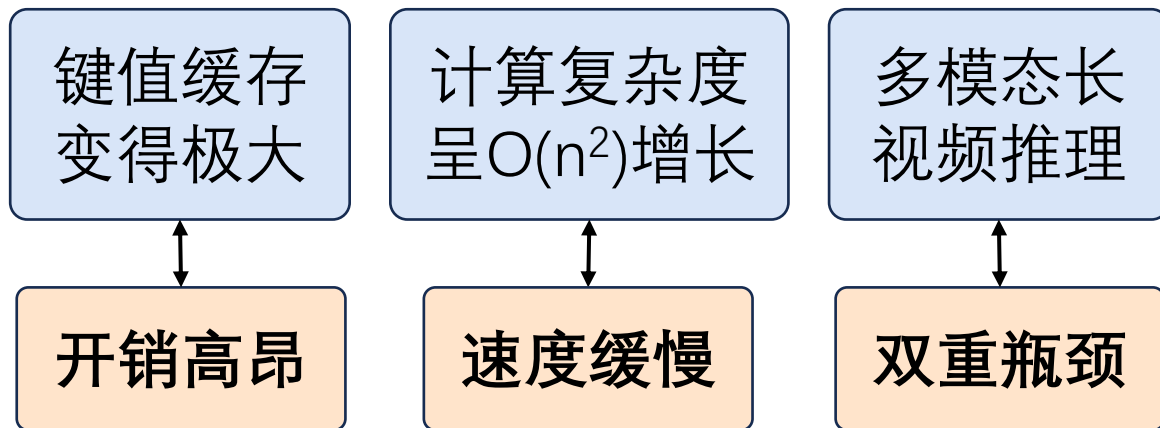 键值缓存
变得极大
计算复杂度
呈O(n²)增长
多模态长
视频推理
开销高昂
速度缓慢
双重瓶颈